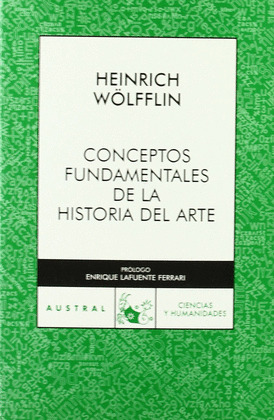 HEINRICH
WÖLFFLIN
CONCEPTOS
FUNDAMENTALES
DE LA
HISTORIA DEL ARTE
PRÓLOGO
ENRIQUE LAFUENTE FERRARI
AUSTRAL
CIENCIAS
Y HUMANIDADES